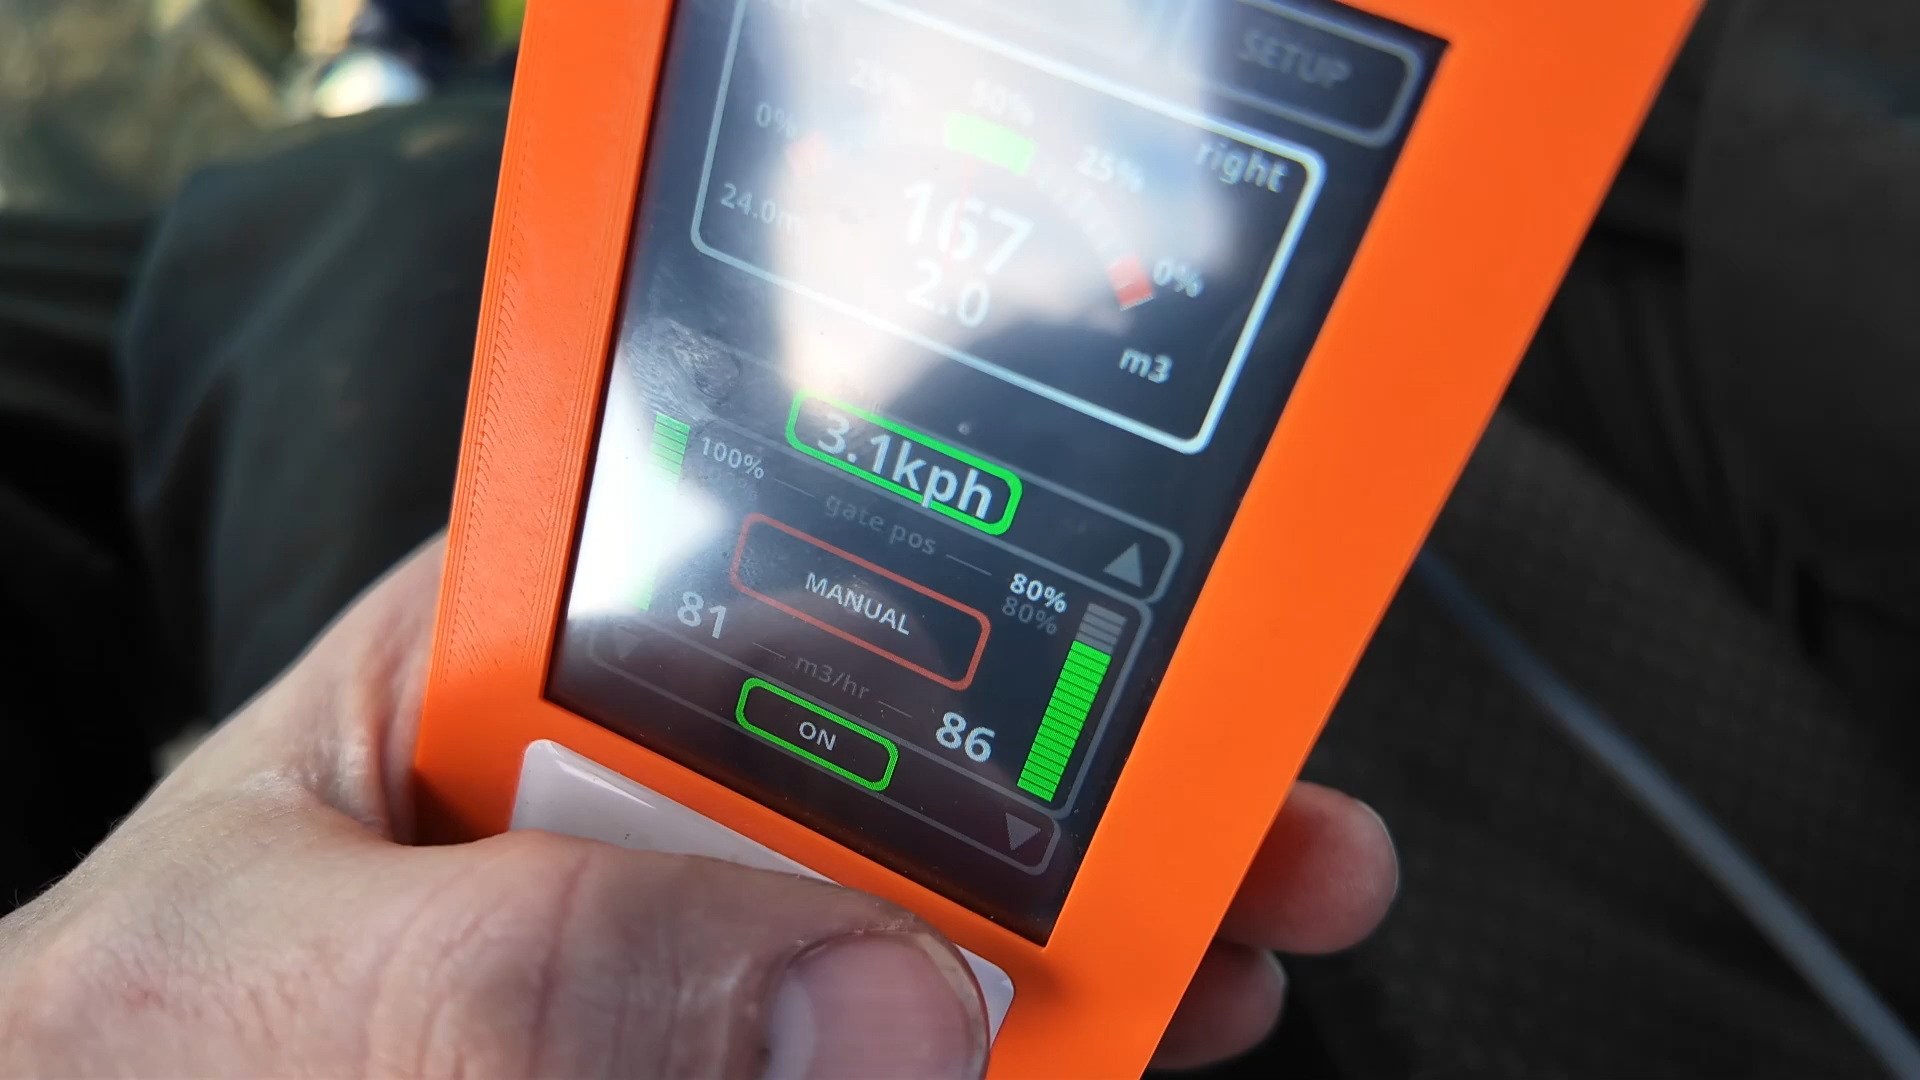 SETUP
right
25% 50% 25%
0% 0%
24.0m
167
2.0
m3
3.1kph
100% gate pos 80%
80%
MANUAL
81 m3/hr 86
ON